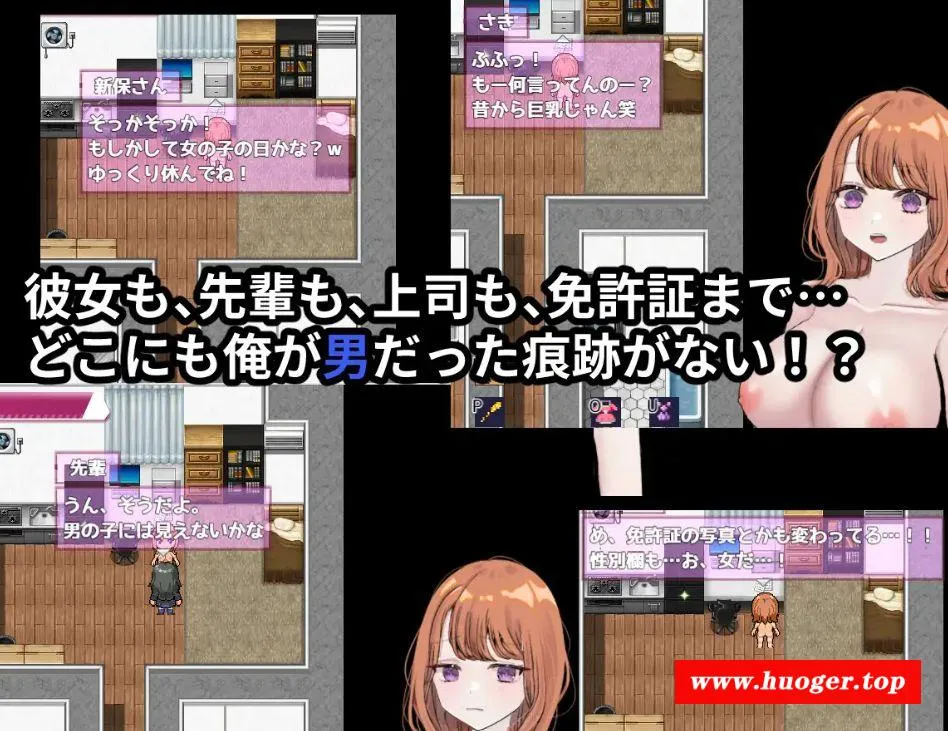 新保さん
そっかそっか！
もしかして女の子の日かな？w
ゆっくり休んでね！
さき
ぷふっ！
もー何言ってんのー？
昔から巨乳じゃん笑
彼女も、先輩も、上司も、免許証まで…
どこにも俺が男だった痕跡がない！？
P
O
U
先輩
うん、そうだよ。
男の子には見えないかな
め、免許証の写真とかも変わってる…！！
性別欄も…お、女だ…！
www.huoger.top